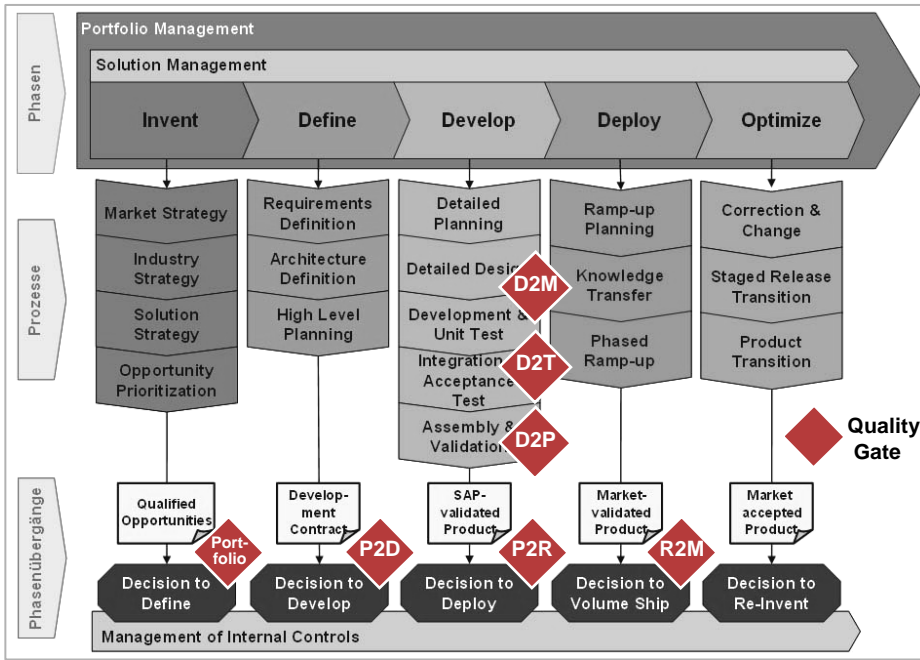 Portfolio Management
Solution Management
Phasen
Invent
Define
Develop
Deploy
Optimize
Prozesse
Market Strategy
Industry
Strategy
Solution
Strategy
Opportunity
Prioritization
Requirements
Definition
Architecture
Definition
High Level
Planning
Detailed
Planning
Detailed Design
D2M
Development &
Unit Test
Integration
Acceptance
Test
D2T
Assembly &
Validation
D2P
Ramp-up
Planning
Knowledge
Transfer
Phased
Ramp-up
Correction &
Change
Staged Release
Transition
Product
Transition
Quality
Gate
Phasenübergänge
Qualified
Opportunities
Port-
folio
Decision to
Define
Develop-
ment
Contract
P2D
Decision to
Develop
SAP-
validated
Product
P2R
Decision to
Deploy
Market-
validated
Product
R2M
Decision to
Volume Ship
Market
accepted
Product
Decision to
Re-Invent
Management of Internal Controls